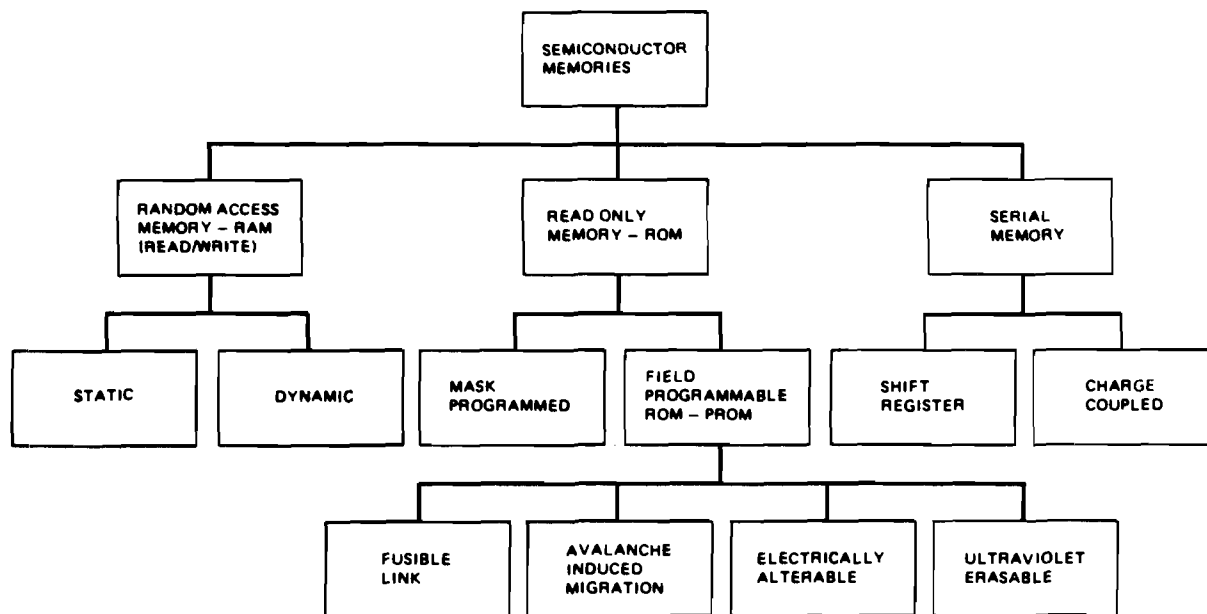 SEMICONDUCTOR
MEMORIES
RANDOM ACCESS
MEMORY – RAM
(READ/WRITE)
READ ONLY
MEMORY – ROM
SERIAL
MEMORY
STATIC
DYNAMIC
MASK
PROGRAMMED
FIELD
PROGRAMMABLE
ROM – PROM
SHIFT
REGISTER
CHARGE
COUPLED
FUSIBLE
LINK
AVALANCHE
INDUCED
MIGRATION
ELECTRICALLY
ALTERABLE
ULTRAVIOLET
ERASABLE